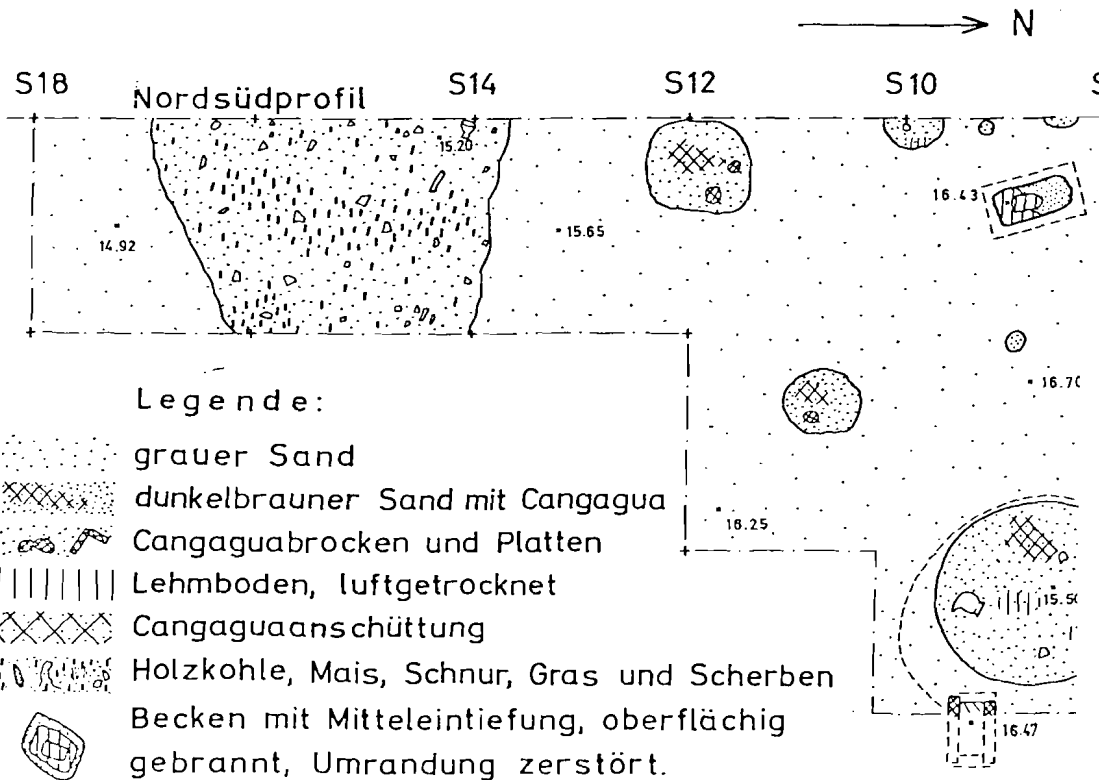 N
S18 S14 S12 S10 S
Nordsüdprofil
15.20
16.43
14.92
15.65
16.70
Legende:
grauer Sand
dunkelbrauner Sand mit Cangagua
16.25
Cangaguabrocken und Platten
Lehmboden, luftgetrocknet
15.50
Cangaguaanschüttung
Holzkohle, Mais, Schnur, Gras und Scherben
Becken mit Mitteleintiefung, oberflächig
16.47
gebrannt, Umrandung zerstört.